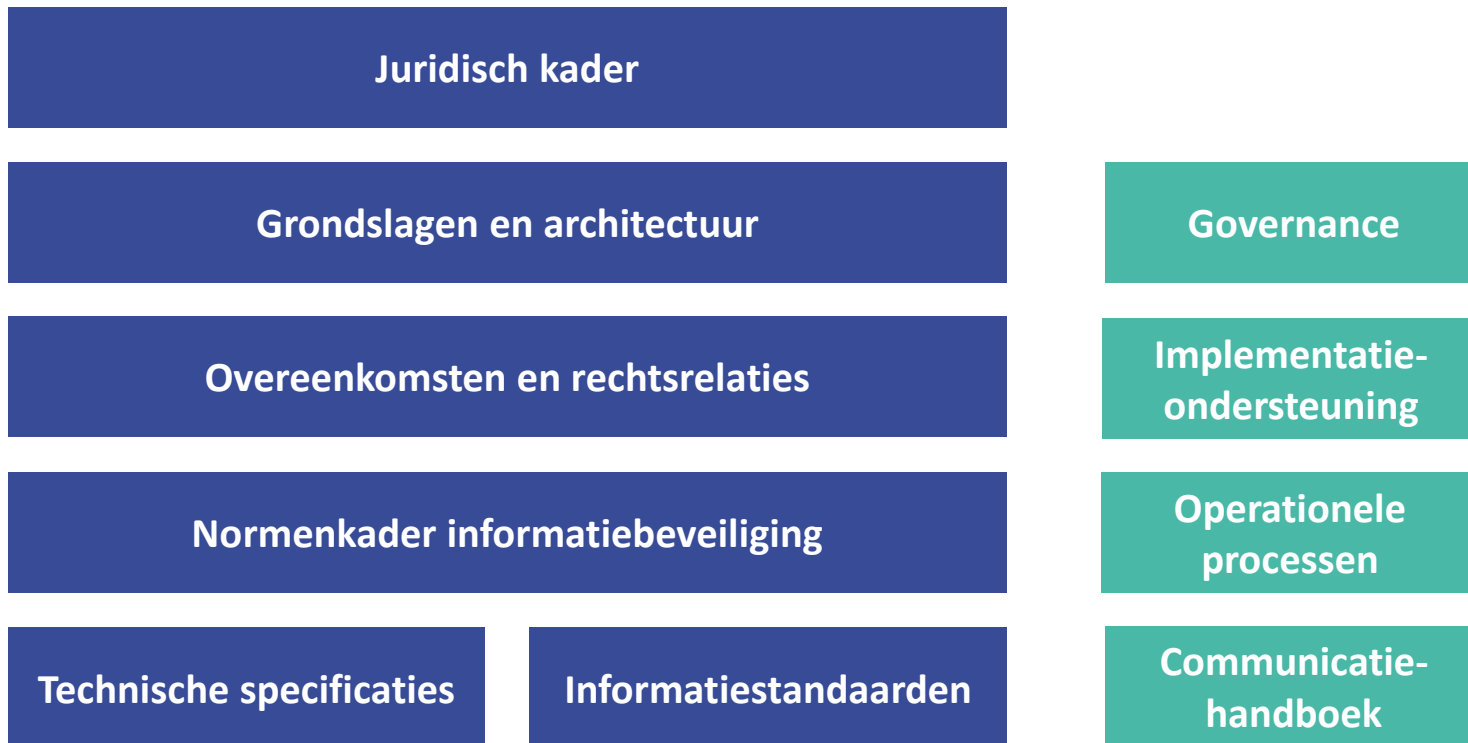 Juridisch kader
Grondslagen en architectuur
Governance
Overeenkomsten en rechtsrelaties
Implementatie-
ondersteuning
Normenkader informatiebeveiliging
Operationele
processen
Technische specificaties
Informatiestandaarden
Communicatie-
handboek